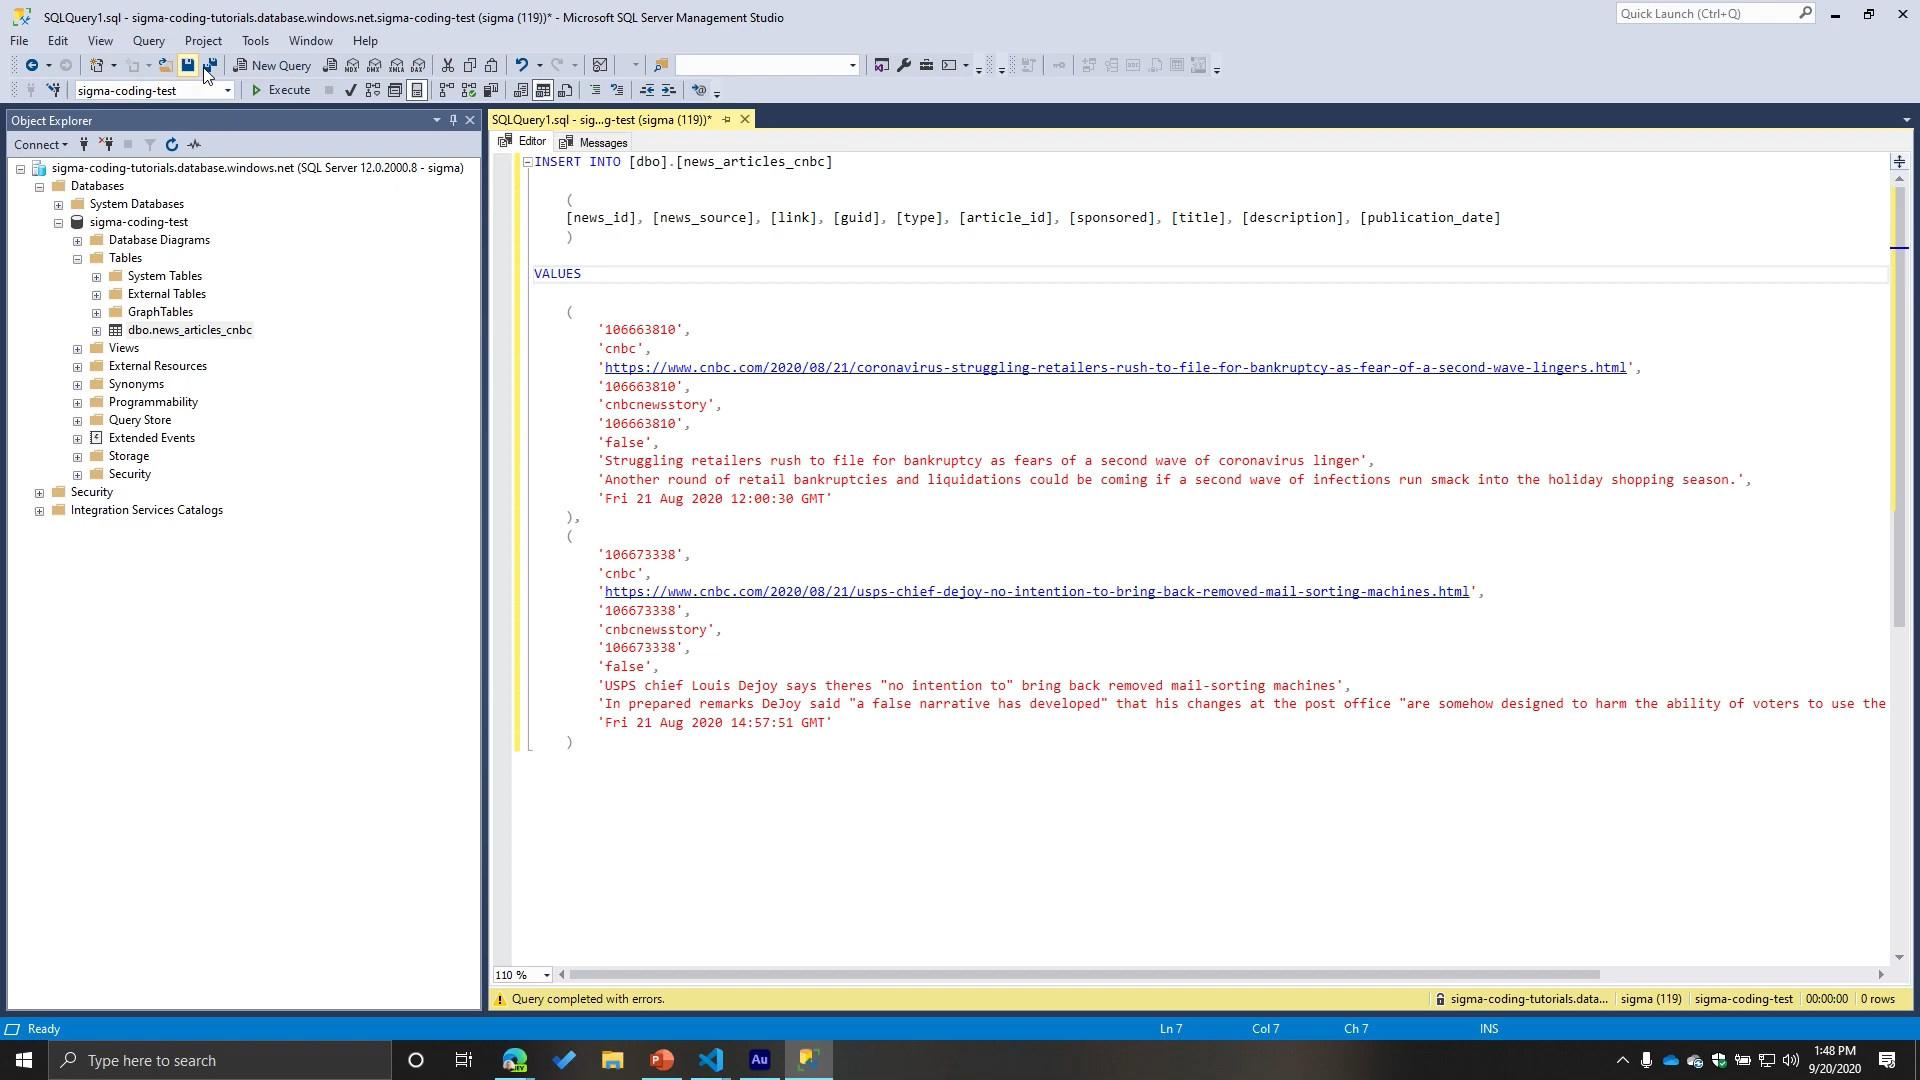 SQLQuery1.sql - sigma-coding-tutorials.database.windows.net.sigma-coding-test (sigma (119))* - Microsoft SQL Server Management Studio
Quick Launch (Ctrl+Q)
File Edit View Query Project Tools Window Help
New Query
sigma-coding-test
Execute
Object Explorer
Connect
sigma-coding-tutorials.database.windows.net (SQL Server 12.0.2000.8 - sigma)
Databases
System Databases
sigma-coding-test
Database Diagrams
Tables
System Tables
External Tables
GraphTables
dbo.news_articles_cnbc
Views
External Resources
Synonyms
Programmability
Query Store
Extended Events
Storage
Security
Security
Integration Services Catalogs
SQLQuery1.sql - sig...g-test (sigma (119))*
Editor Messages
INSERT INTO [dbo].[news_articles_cnbc]
(
[news_id], [news_source], [link], [guid], [type], [article_id], [sponsored], [title], [description], [publication_date]
)
VALUES
(
'106663810',
'cnbc',
'https://www.cnbc.com/2020/08/21/coronavirus-struggling-retailers-rush-to-file-for-bankruptcy-as-fear-of-a-second-wave-lingers.html',
'106663810',
'cnbcnewsstory',
'106663810',
'false',
'Struggling retailers rush to file for bankruptcy as fears of a second wave of coronavirus linger',
'Another round of retail bankruptcies and liquidations could be coming if a second wave of infections run smack into the holiday shopping season.',
'Fri 21 Aug 2020 12:00:30 GMT'
),
(
'106673338',
'cnbc',
'https://www.cnbc.com/2020/08/21/usps-chief-dejoy-no-intention-to-bring-back-removed-mail-sorting-machines.html',
'106673338',
'cnbcnewsstory',
'106673338',
'false',
'USPS chief Louis Dejoy says theres "no intention to" bring back removed mail-sorting machines',
'In prepared remarks DeJoy said "a false narrative has developed" that his changes at the post office "are somehow designed to harm the ability of voters to use the
'Fri 21 Aug 2020 14:57:51 GMT'
)
110 %
Query completed with errors.
sigma-coding-tutorials.data... sigma (119) sigma-coding-test 00:00:00 0 rows
Ready
Ln 7 Col 7 Ch 7 INS
Type here to search
Au
1:48 PM
9/20/2020